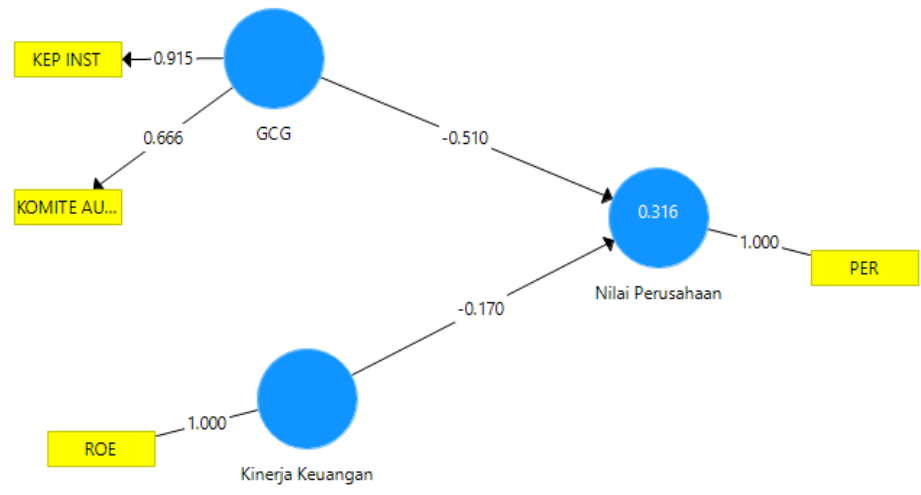 KEP INST
0.915
GCG
0.666
-0.510
KOMITE AU...
0.316
1.000
PER
Nilai Perusahaan
-0.170
1.000
ROE
Kinerja Keuangan